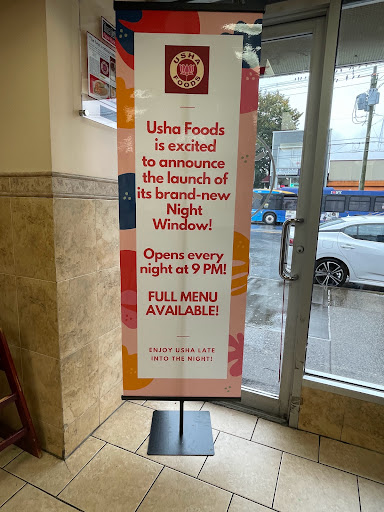 USHA
FOODS
Usha Foods
is excited
to announce
the launch of
its brand-new
Night
Window!
Opens every
night at 9 PM!
FULL MENU
AVAILABLE!
ENJOY USHA LATE
INTO THE NIGHT!